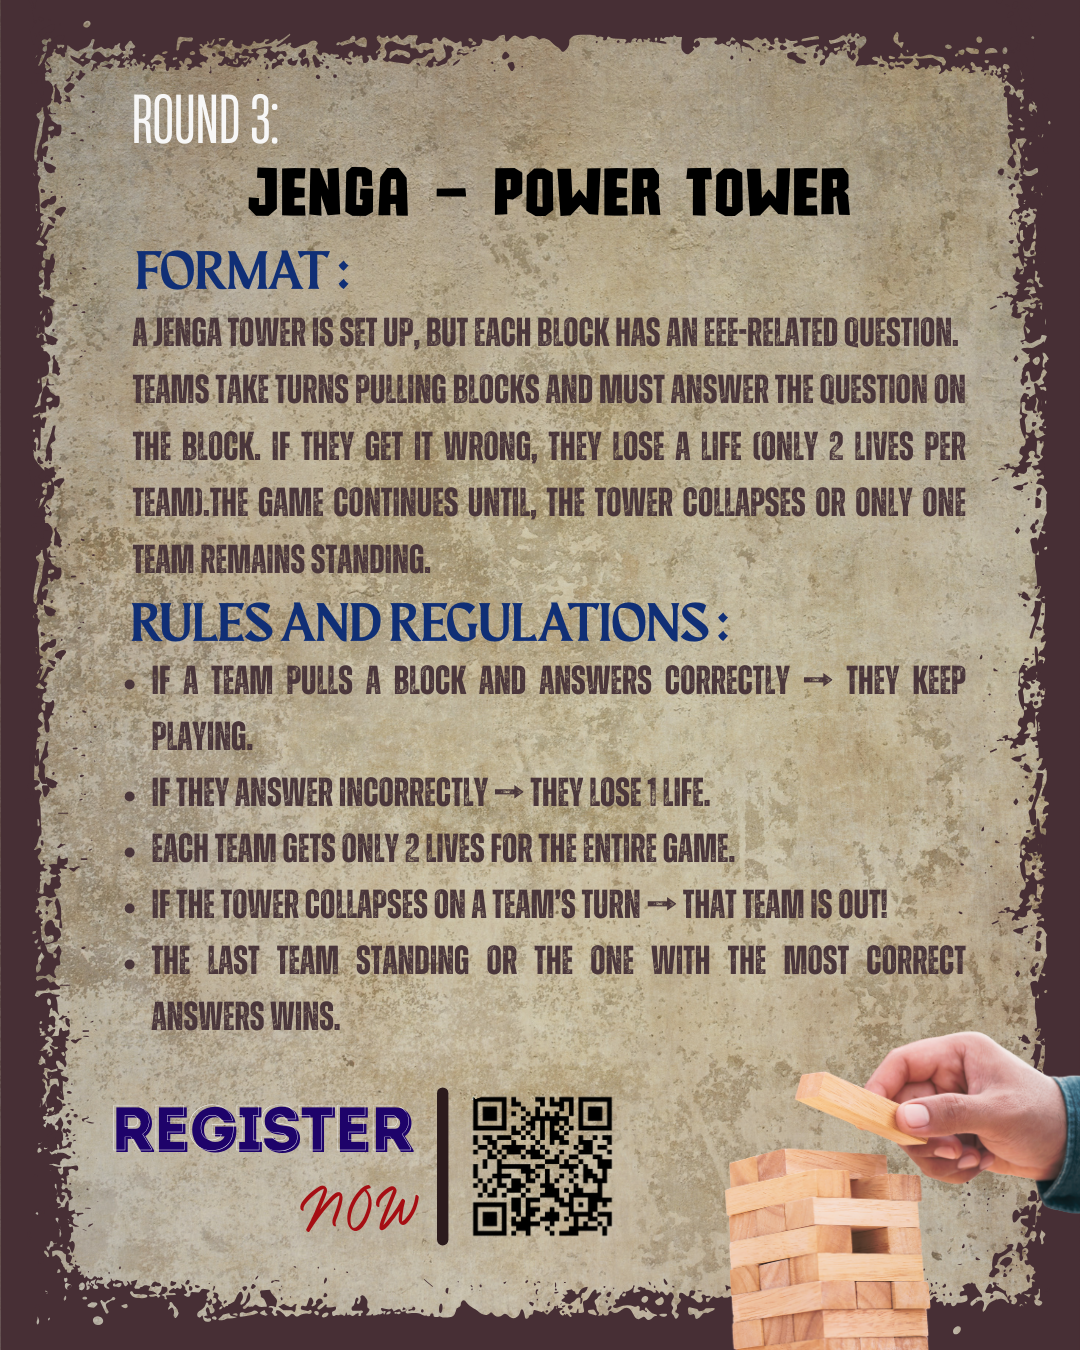 ROUND 3:
JENGA – POWER TOWER
FORMAT :
A JENGA TOWER IS SET UP, BUT EACH BLOCK HAS AN EEE-RELATED QUESTION.
TEAMS TAKE TURNS PULLING BLOCKS AND MUST ANSWER THE QUESTION ON
THE BLOCK. IF THEY GET IT WRONG, THEY LOSE A LIFE (ONLY 2 LIVES PER
TEAM).THE GAME CONTINUES UNTIL, THE TOWER COLLAPSES OR ONLY ONE
TEAM REMAINS STANDING.
RULES AND REGULATIONS :
• IF A TEAM PULLS A BLOCK AND ANSWERS CORRECTLY → THEY KEEP
PLAYING.
• IF THEY ANSWER INCORRECTLY → THEY LOSE 1 LIFE.
• EACH TEAM GETS ONLY 2 LIVES FOR THE ENTIRE GAME.
• IF THE TOWER COLLAPSES ON A TEAM'S TURN → THAT TEAM IS OUT!
• THE LAST TEAM STANDING OR THE ONE WITH THE MOST CORRECT
ANSWERS WINS.
REGISTER
NOW